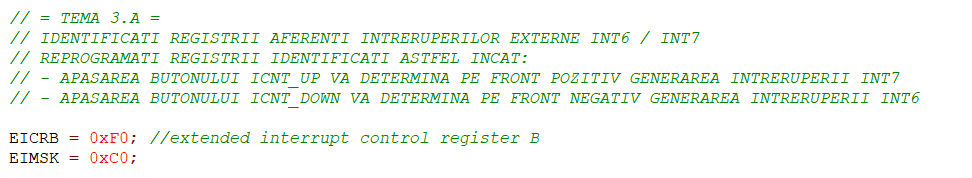 // = TEMA 3.A =
// IDENTIFICATI REGISTRII AFERENTI INTRERUPERILOR EXTERNE INT6 / INT7
// REPROGRAMATI REGISTRII IDENTIFICATI ASTFEL INCAT:
// - APASAREA BUTONULUI ICNT_UP VA DETERMINA PE FRONT POZITIV GENERAREA INTRERUPERII INT7
// - APASAREA BUTONULUI ICNT_DOWN VA DETERMINA PE FRONT NEGATIV GENERAREA INTRERUPERII INT6
EICRB = 0xF0; //extended interrupt control register B
EIMSK = 0xC0;